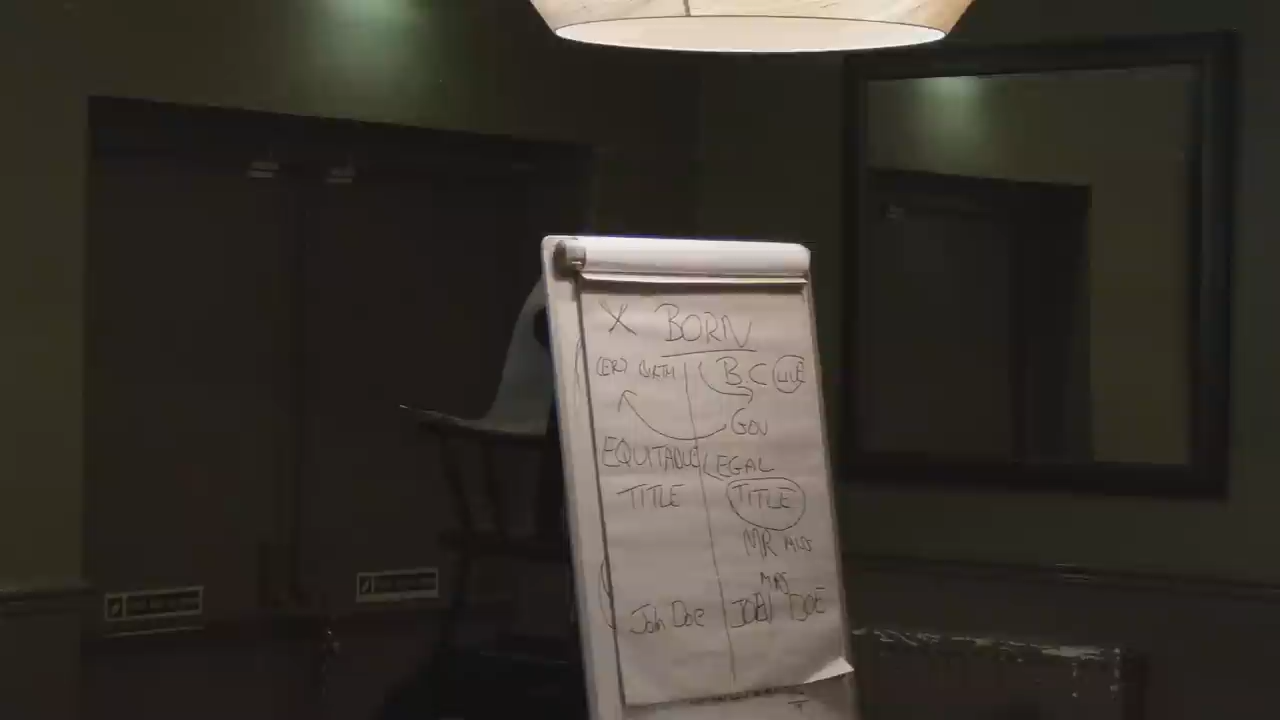 X BORN
CERT BIRTH B.C LIVE
GOV
EQUITABLE LEGAL
TITLE TITLE
MR MISS
MRS
John Doe JOHN DOE